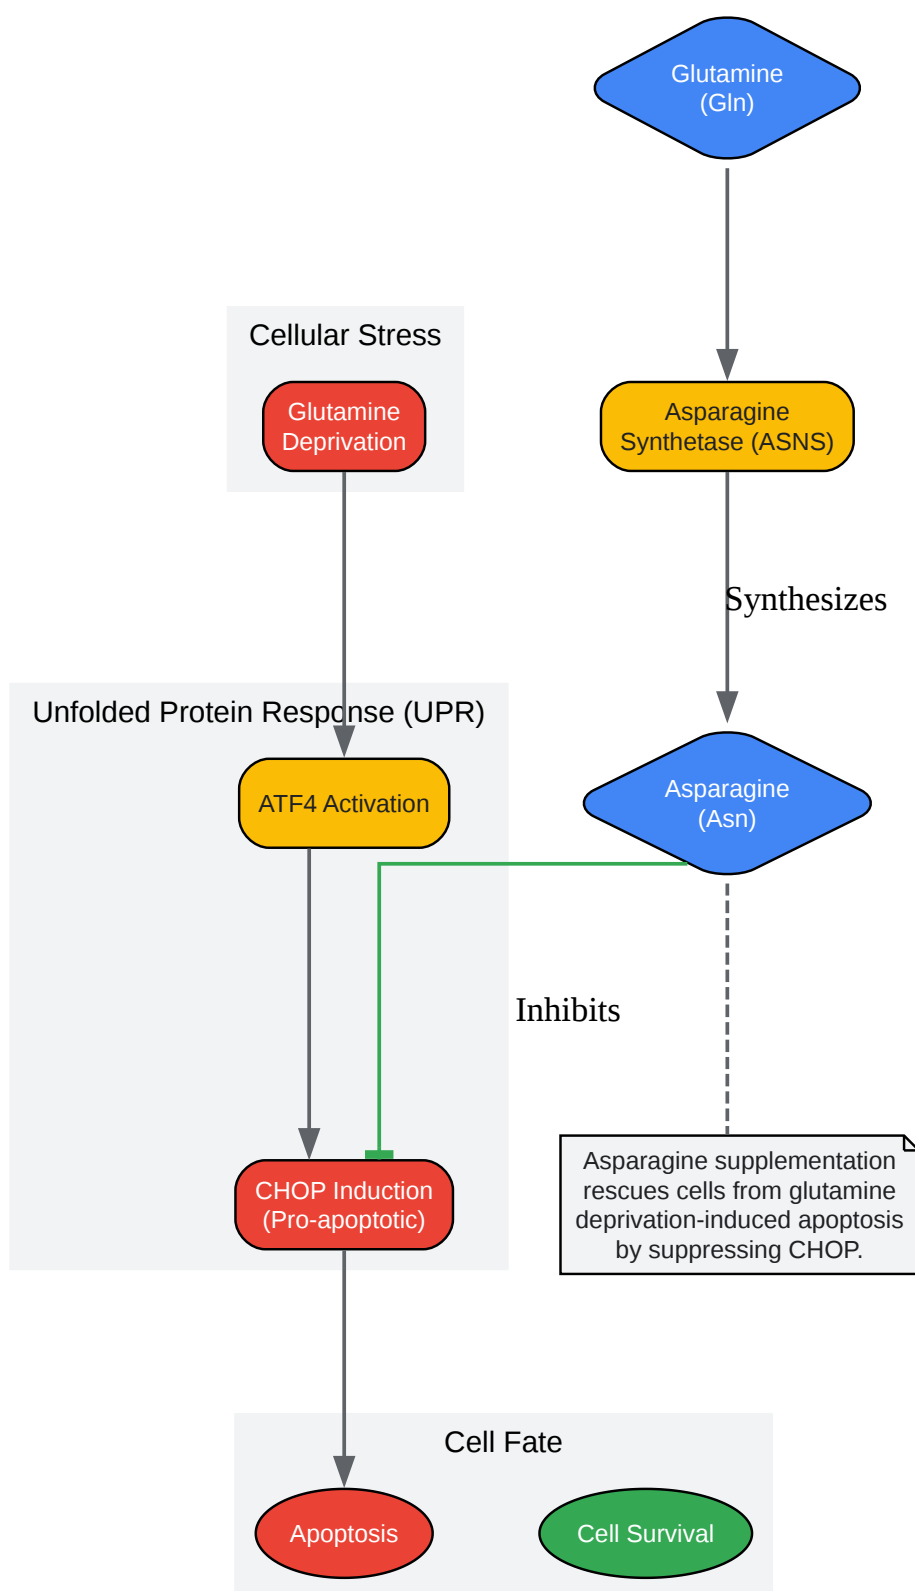 Glutamine
(Gln)
Cellular Stress
Glutamine
Deprivation
Asparagine
Synthetase (ASNS)
Synthesizes
Unfolded Protein Response (UPR)
ATF4 Activation
Asparagine
(Asn)
Inhibits
CHOP Induction
(Pro-apoptotic)
Asparagine supplementation
rescues cells from glutamine
deprivation-induced apoptosis
by suppressing CHOP.
Cell Fate
Apoptosis
Cell Survival